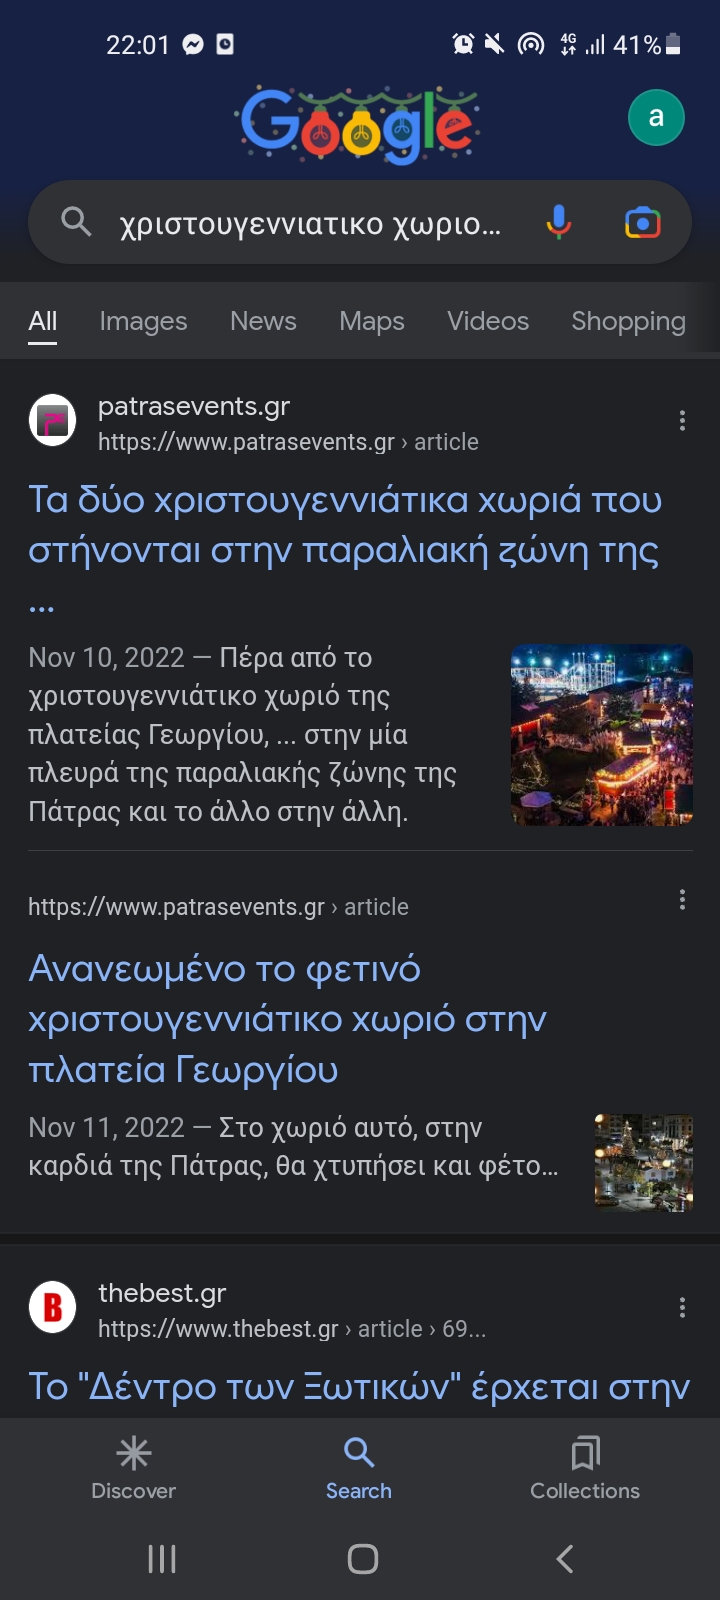 22:01
4G
41%
Google
a
χριστουγεννιατικο χωριο...
All Images News Maps Videos Shopping
patrasevents.gr
https://www.patrasevents.gr › article
Τα δύο χριστουγεννιάτικα χωριά που
στήνονται στην παραλιακή ζώνη της
...
Nov 10, 2022 — Πέρα από το
χριστουγεννιάτικο χωριό της
πλατείας Γεωργίου, ... στην μία
πλευρά της παραλιακής ζώνης της
Πάτρας και το άλλο στην άλλη.
https://www.patrasevents.gr › article
Ανανεωμένο το φετινό
χριστουγεννιάτικο χωριό στην
πλατεία Γεωργίου
Nov 11, 2022 — Στο χωριό αυτό, στην
καρδιά της Πάτρας, θα χτυπήσει και φέτο...
B
thebest.gr
https://www.thebest.gr › article › 69...
Το "Δέντρο των Ξωτικών" έρχεται στην
Discover Search Collections